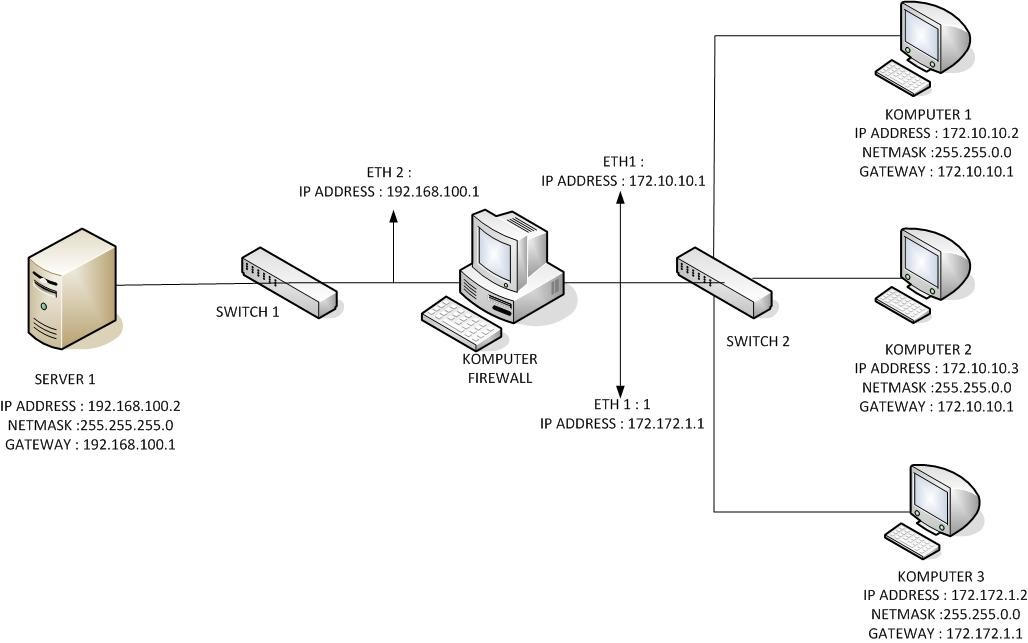 KOMPUTER 1
IP ADDRESS : 172.10.10.2
NETMASK :255.255.0.0
GATEWAY : 172.10.10.1
ETH1 :
IP ADDRESS : 172.10.10.1
ETH 2 :
IP ADDRESS : 192.168.100.1
SWITCH 1
SWITCH 2
KOMPUTER
FIREWALL
KOMPUTER 2
IP ADDRESS : 172.10.10.3
NETMASK :255.255.0.0
GATEWAY : 172.10.10.1
SERVER 1
IP ADDRESS : 192.168.100.2
NETMASK :255.255.255.0
GATEWAY : 192.168.100.1
ETH 1 : 1
IP ADDRESS : 172.172.1.1
KOMPUTER 3
IP ADDRESS : 172.172.1.2
NETMASK :255.255.0.0
GATEWAY : 172.172.1.1